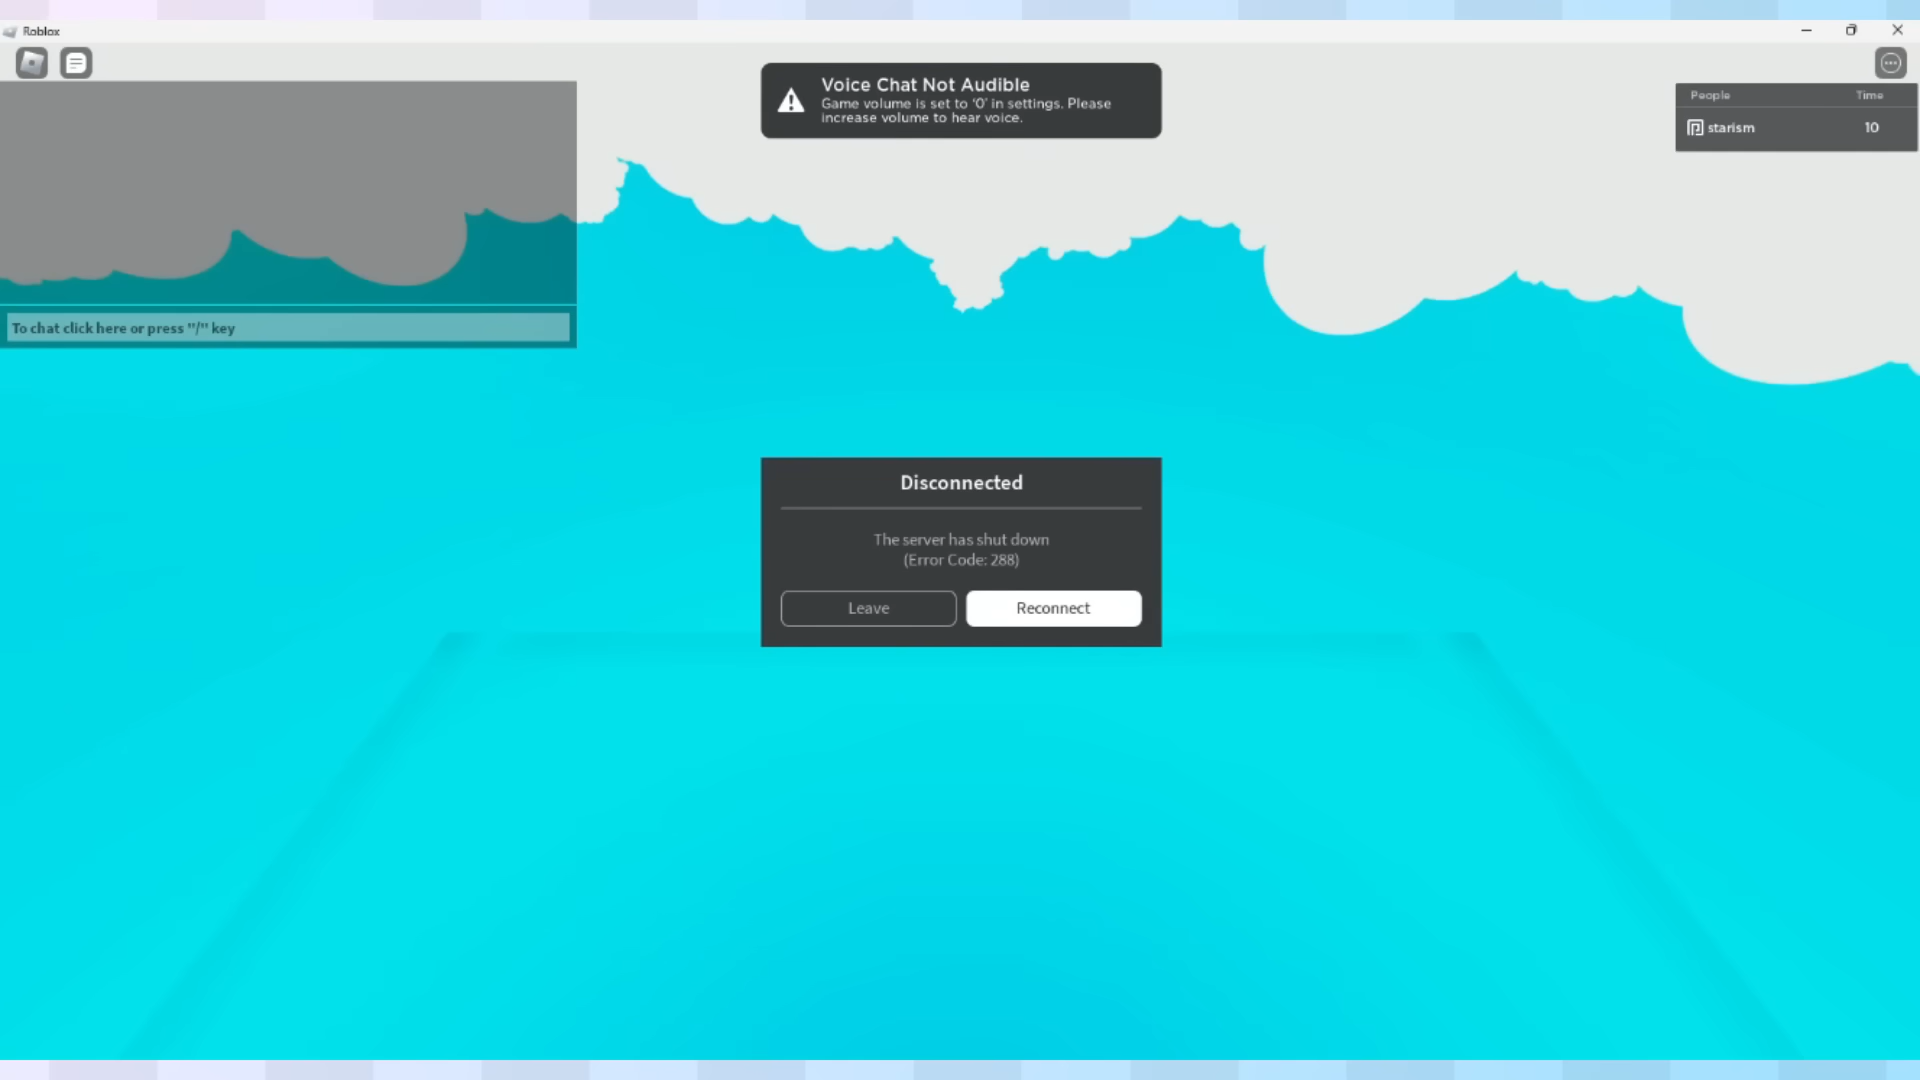 Roblox
Voice Chat Not Audible
Game volume is set to '0' in settings. Please
increase volume to hear voice.
People Time
starism 10
To chat click here or press "/" key
Disconnected
The server has shut down
(Error Code: 288)
Leave Reconnect